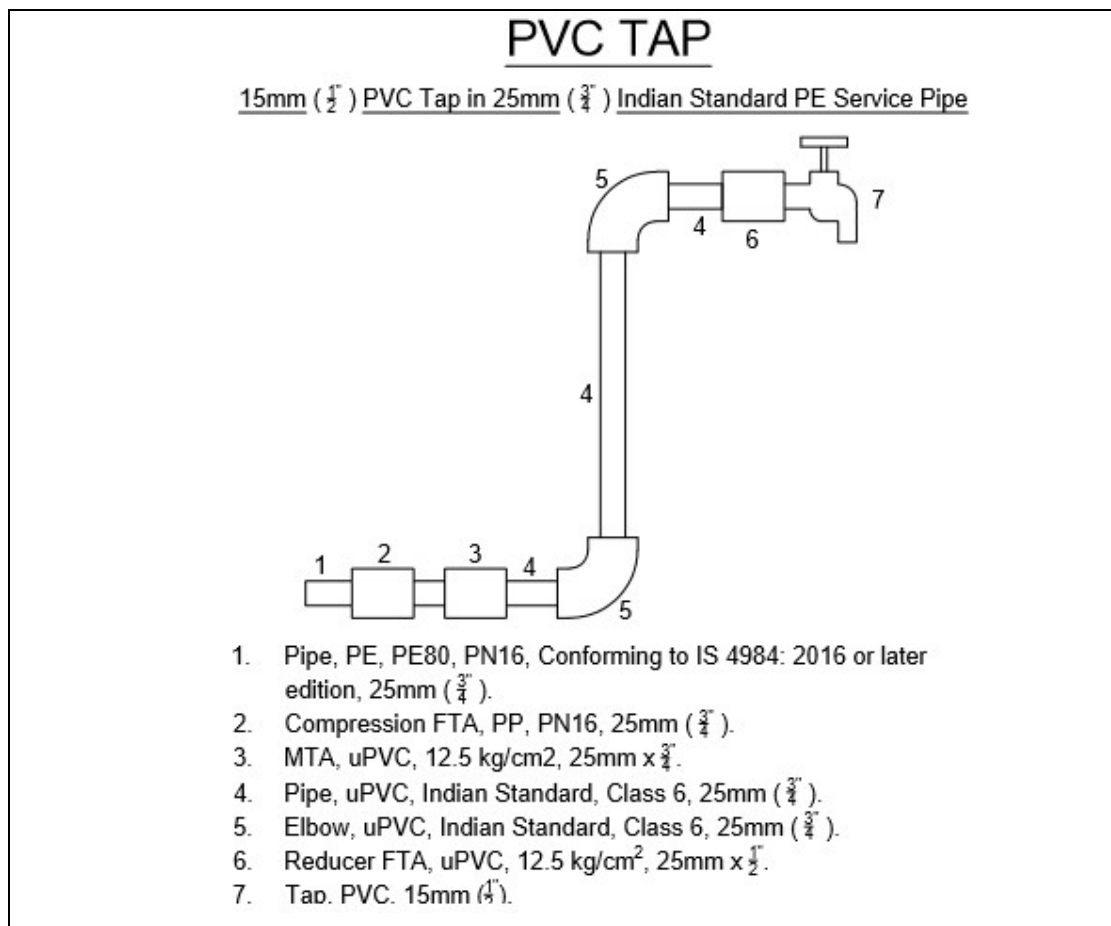 PVC TAP
15mm ( 1/2" ) PVC Tap in 25mm ( 3/4" ) Indian Standard PE Service Pipe
5
7
4
6
4
2
3
1
4
5
1. Pipe, PE, PE80, PN16, Conforming to IS 4984: 2016 or later
edition, 25mm ( 3/4" ).
2. Compression FTA, PP, PN16, 25mm ( 3/4" ).
3. MTA, uPVC, 12.5 kg/cm2, 25mm x 3/4".
4. Pipe, uPVC, Indian Standard, Class 6, 25mm ( 3/4" ).
5. Elbow, uPVC, Indian Standard, Class 6, 25mm ( 3/4" ).
6. Reducer FTA, uPVC, 12.5 kg/cm², 25mm x 1/2".
7. Tap, PVC, 15mm (1/2").